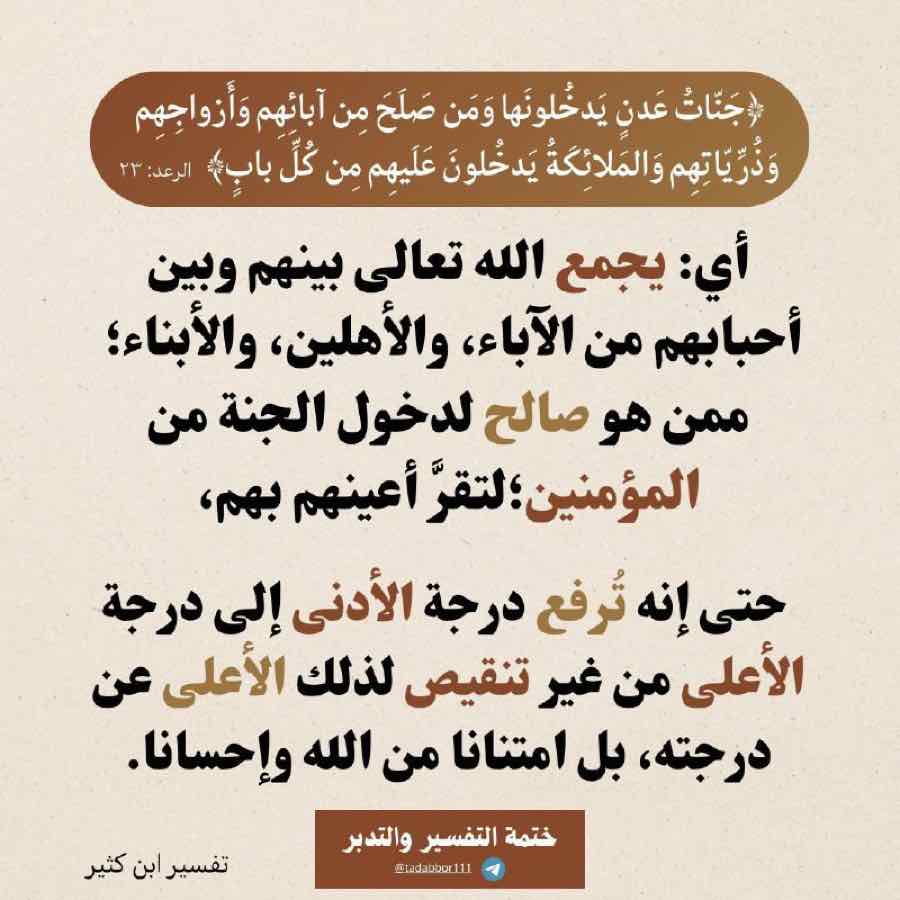 ﴿جَنّاتُ عَدنٍ يَدخُلونَها وَمَن صَلَحَ مِن آبائِهِم وَأَزواجِهِم
وَذُرِّيّاتِهِم وَالمَلائِكَةُ يَدخُلونَ عَلَيهِم مِن كُلِّ بابٍ﴾ الرعد: ٢٣
أي: يجمع الله تعالى بينهم وبين
أحبابهم من الآباء، والأهلين، والأبناء؛
ممن هو صالح لدخول الجنة من
المؤمنين؛لتقرَّ أعينهم بهم،
حتى إنه تُرفع درجة الأدنى إلى درجة
الأعلى من غير تنقيص لذلك الأعلى عن
درجته، بل امتنانا من الله وإحسانا.
ختمة التفسير والتدبر
@tadabbor111
تفسير ابن كثير